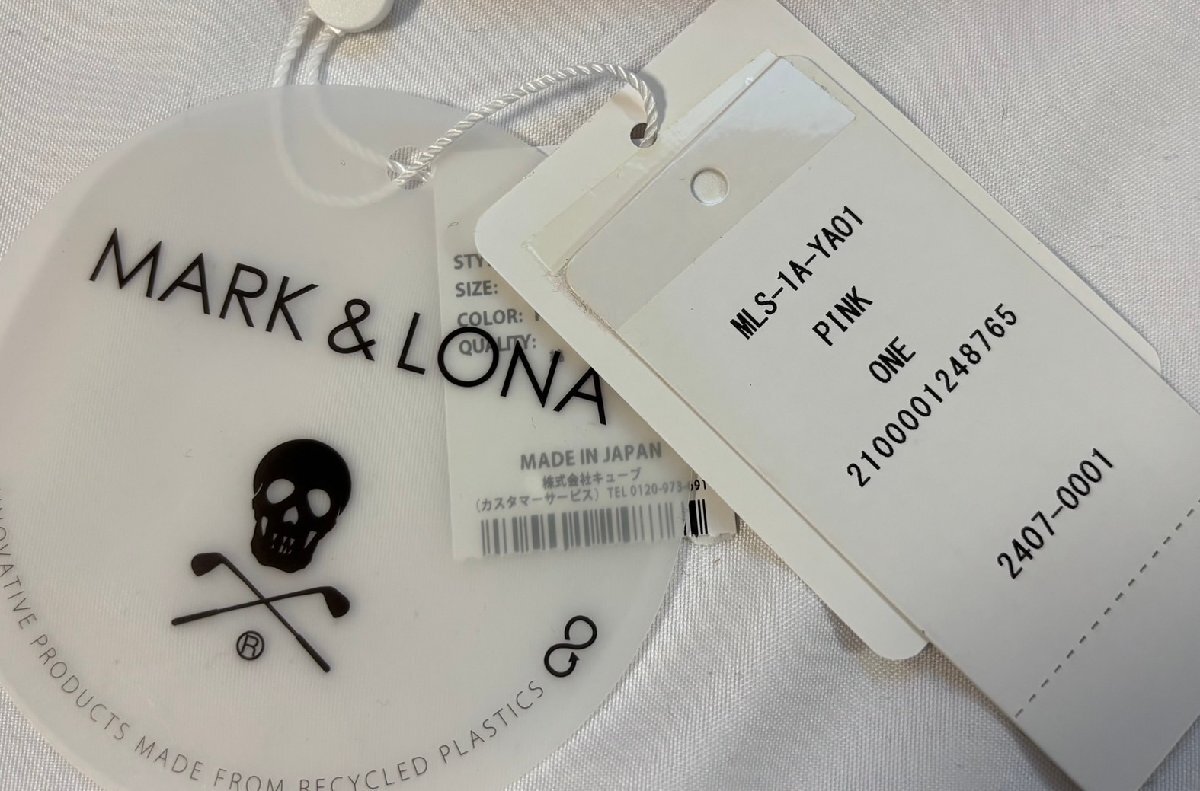 MARK & LONA
®
INNOVATIVE PRODUCTS MADE FROM RECYCLED PLASTICS
SIZE:
COLOR:
QUALITY:
MADE IN JAPAN
株式会社キューブ
(カスタマーサービス) TEL 0120-973-
MLS-1A-YA01
PINK
ONE
2100001248765
2407-0001